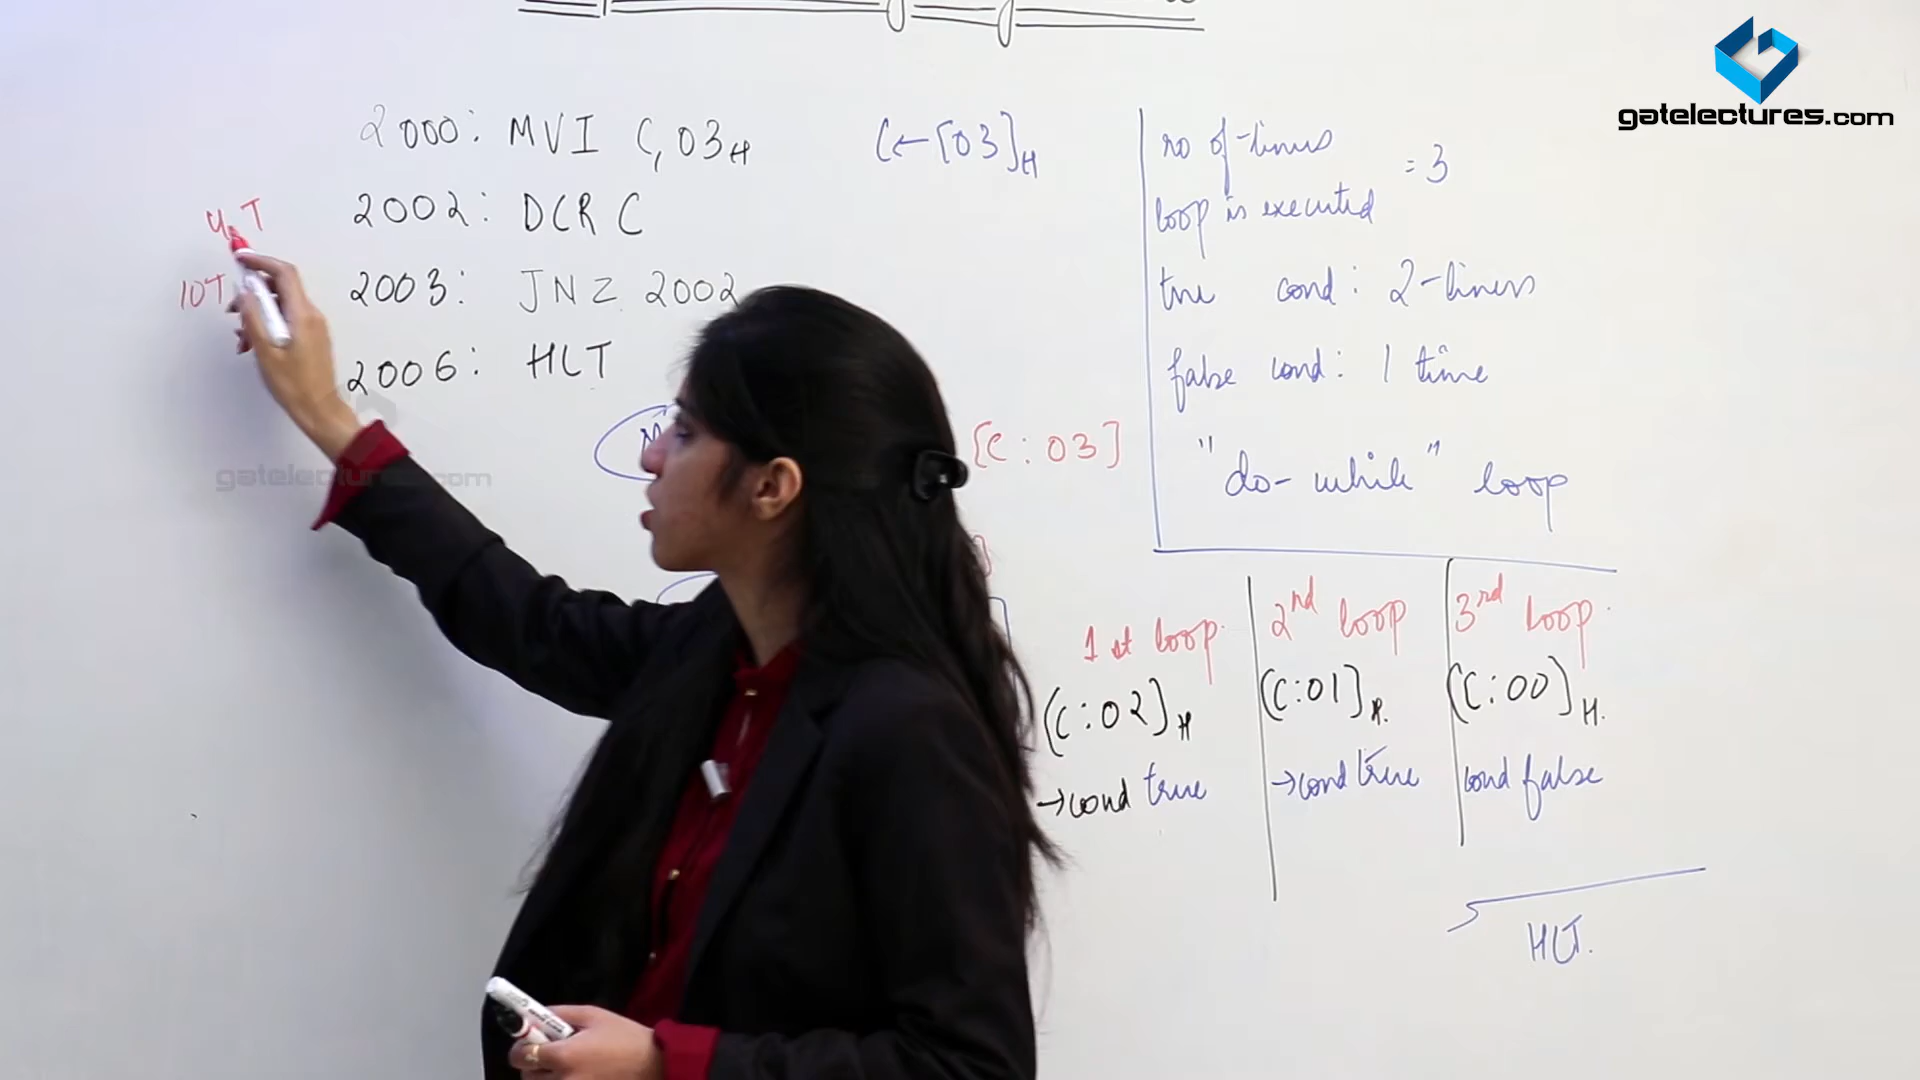 gatelectures.com
2000: MVI C, 03H
C←[03]H
4T 2002: DCR C
10T 2003: JNZ 2002
2006: HLT
no of-times
loop is executed = 3
true cond: 2-times
false cond: 1 time
"do-while" loop
[C: 03]
gatelectures.com
1st loop.
[C:02]H
→cond true
2nd loop
[C:01]H.
→cond true
3rd loop.
[C:00]H.
cond false
HLT.